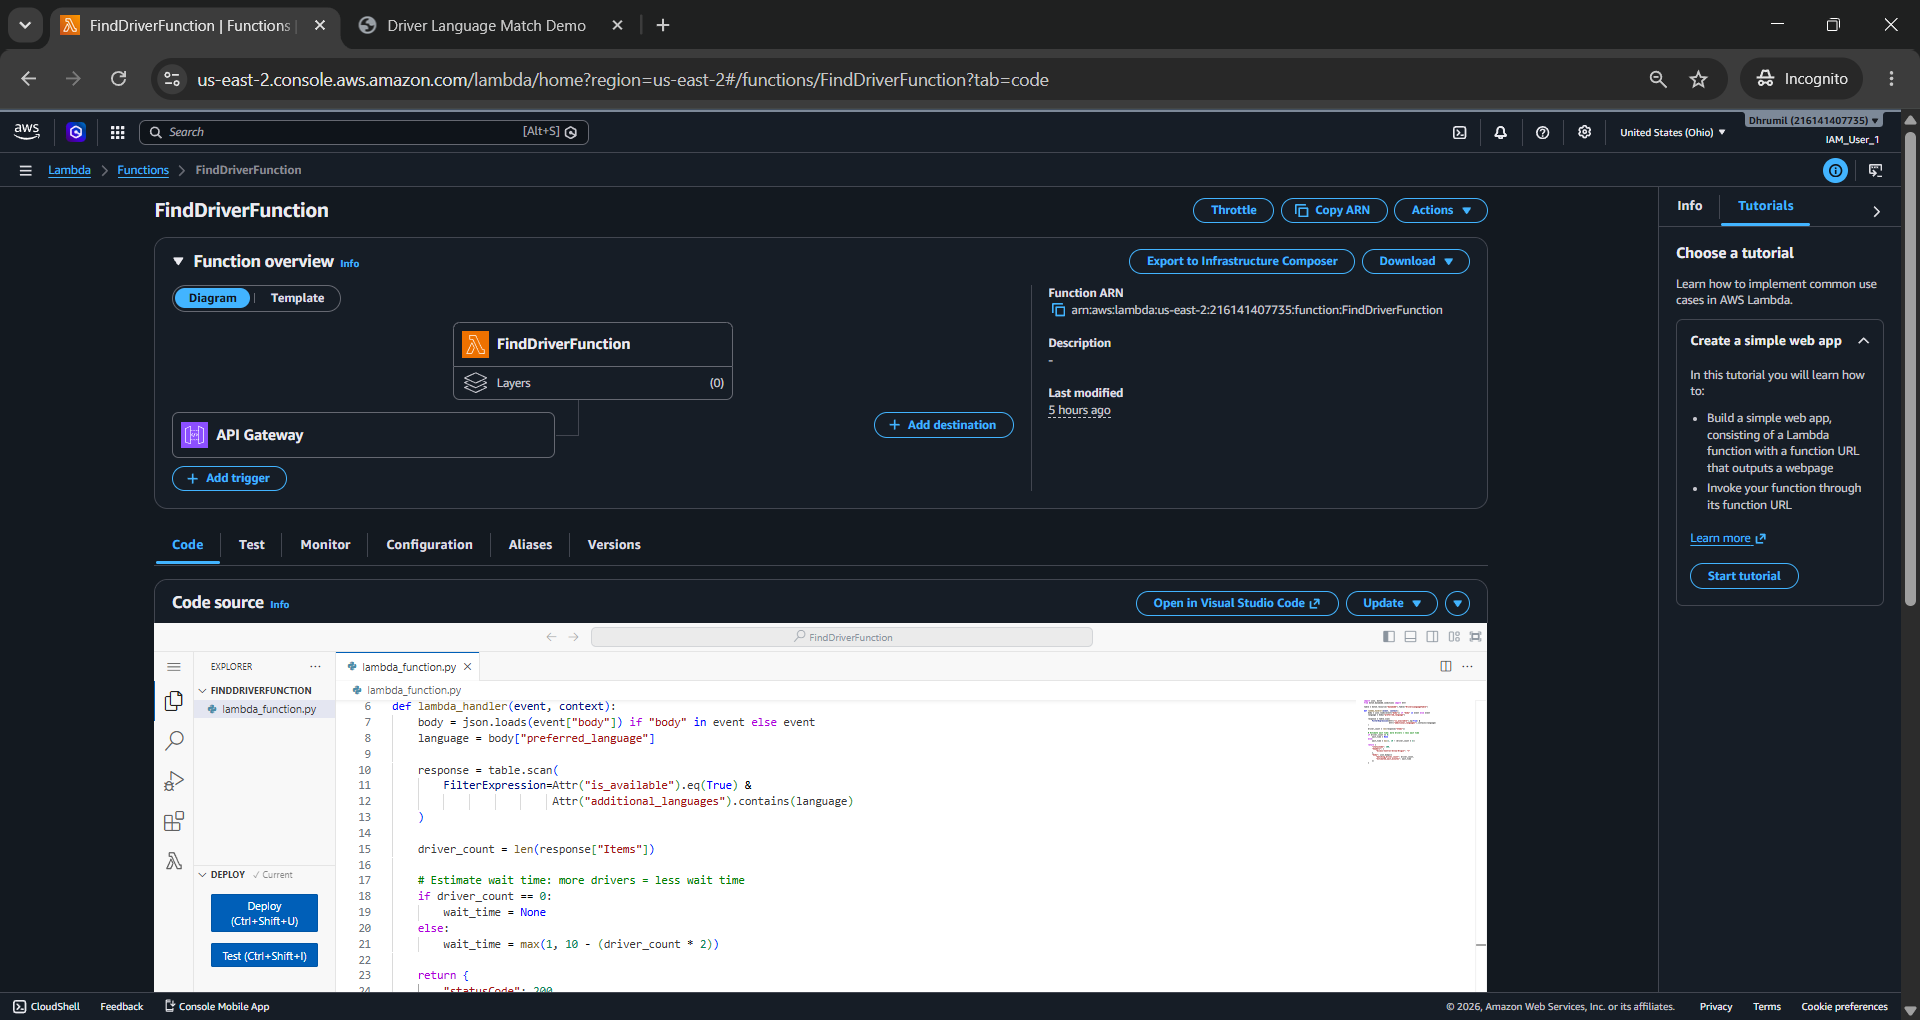 FindDriverFunction | Functions |
Driver Language Match Demo
us-east-2.console.aws.amazon.com/lambda/home?region=us-east-2#/functions/FindDriverFunction?tab=code
Incognito
aws
Search
[Alt+S]
United States (Ohio)
Dhrumil (216141407735)
IAM_User_1
Lambda
Functions
FindDriverFunction
FindDriverFunction
Throttle
Copy ARN
Actions
Function overview Info
Export to Infrastructure Composer
Download
Diagram
Template
FindDriverFunction
Layers
(0)
API Gateway
+ Add trigger
+ Add destination
Function ARN
arn:aws:lambda:us-east-2:216141407735:function:FindDriverFunction
Description
-
Last modified
5 hours ago
Code
Test
Monitor
Configuration
Aliases
Versions
Code source Info
Open in Visual Studio Code
Update
FindDriverFunction
EXPLORER
FINDDRIVERFUNCTION
lambda_function.py
DEPLOY
Current
Deploy
(Ctrl+Shift+U)
Test (Ctrl+Shift+I)
lambda_function.py
lambda_function.py
6 def lambda_handler(event, context):
7 body = json.loads(event["body"]) if "body" in event else event
8 language = body["preferred_language"]
9
10 response = table.scan(
11 FilterExpression=Attr("is_available").eq(True) &
12 Attr("additional_languages").contains(language)
13 )
14
15 driver_count = len(response["Items"])
16
17 # Estimate wait time: more drivers = less wait time
18 if driver_count == 0:
19 wait_time = None
20 else:
21 wait_time = max(1, 10 - (driver_count * 2))
22
23 return {
24 "statusCode": 200
Info
Tutorials
Choose a tutorial
Learn how to implement common use
cases in AWS Lambda.
Create a simple web app
In this tutorial you will learn how
to:
• Build a simple web app,
consisting of a Lambda
function with a function URL
that outputs a webpage
• Invoke your function through
its function URL
Learn more
Start tutorial
CloudShell
Feedback
Console Mobile App
© 2026, Amazon Web Services, Inc. or its affiliates.
Privacy
Terms
Cookie preferences